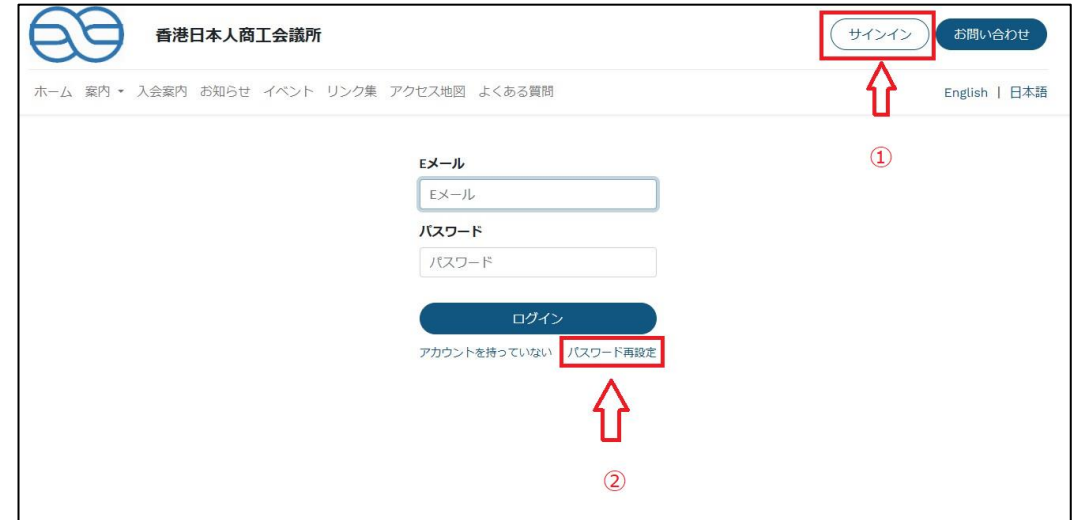 香港日本人商工会議所
サインイン
お問い合わせ
ホーム 案内 入会案内 お知らせ イベント リンク集 アクセス地図 よくある質問
English | 日本語
①
Eメール
Eメール
パスワード
パスワード
ログイン
アカウントを持っていない パスワード再設定
②